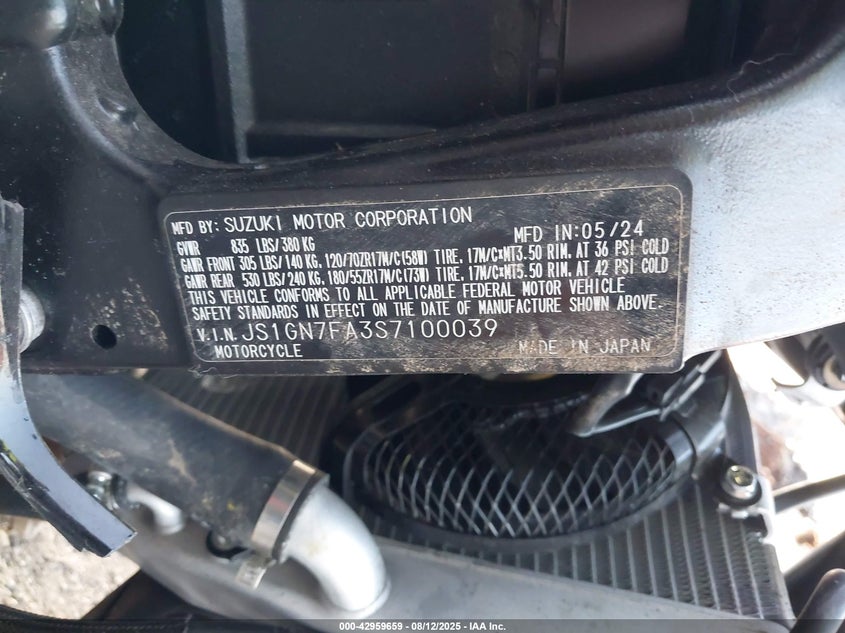 MFD BY: SUZUKI MOTOR CORPORATION MFD IN: 05/24
GVWR 835 LBS/380 KG
GAWR FRONT 305 LBS/140 KG, 120/70ZR17M/C(58W) TIRE, 17M/C×MT3.50 RIM, AT 36 PSI COLD
GAWR REAR 530 LBS/240 KG, 180/55ZR17M/C(73W) TIRE, 17M/C×MT5.50 RIM, AT 42 PSI COLD
THIS VEHICLE CONFORMS TO ALL APPLICABLE FEDERAL MOTOR VEHICLE
SAFETY STANDARDS IN EFFECT ON THE DATE OF MANUFACTURE SHOWN ABOVE.
V.I.N. JS1GN7FA3S7100039
MOTORCYCLE MADE IN JAPAN
000-42959659 - 08/12/2025 - IAA Inc.